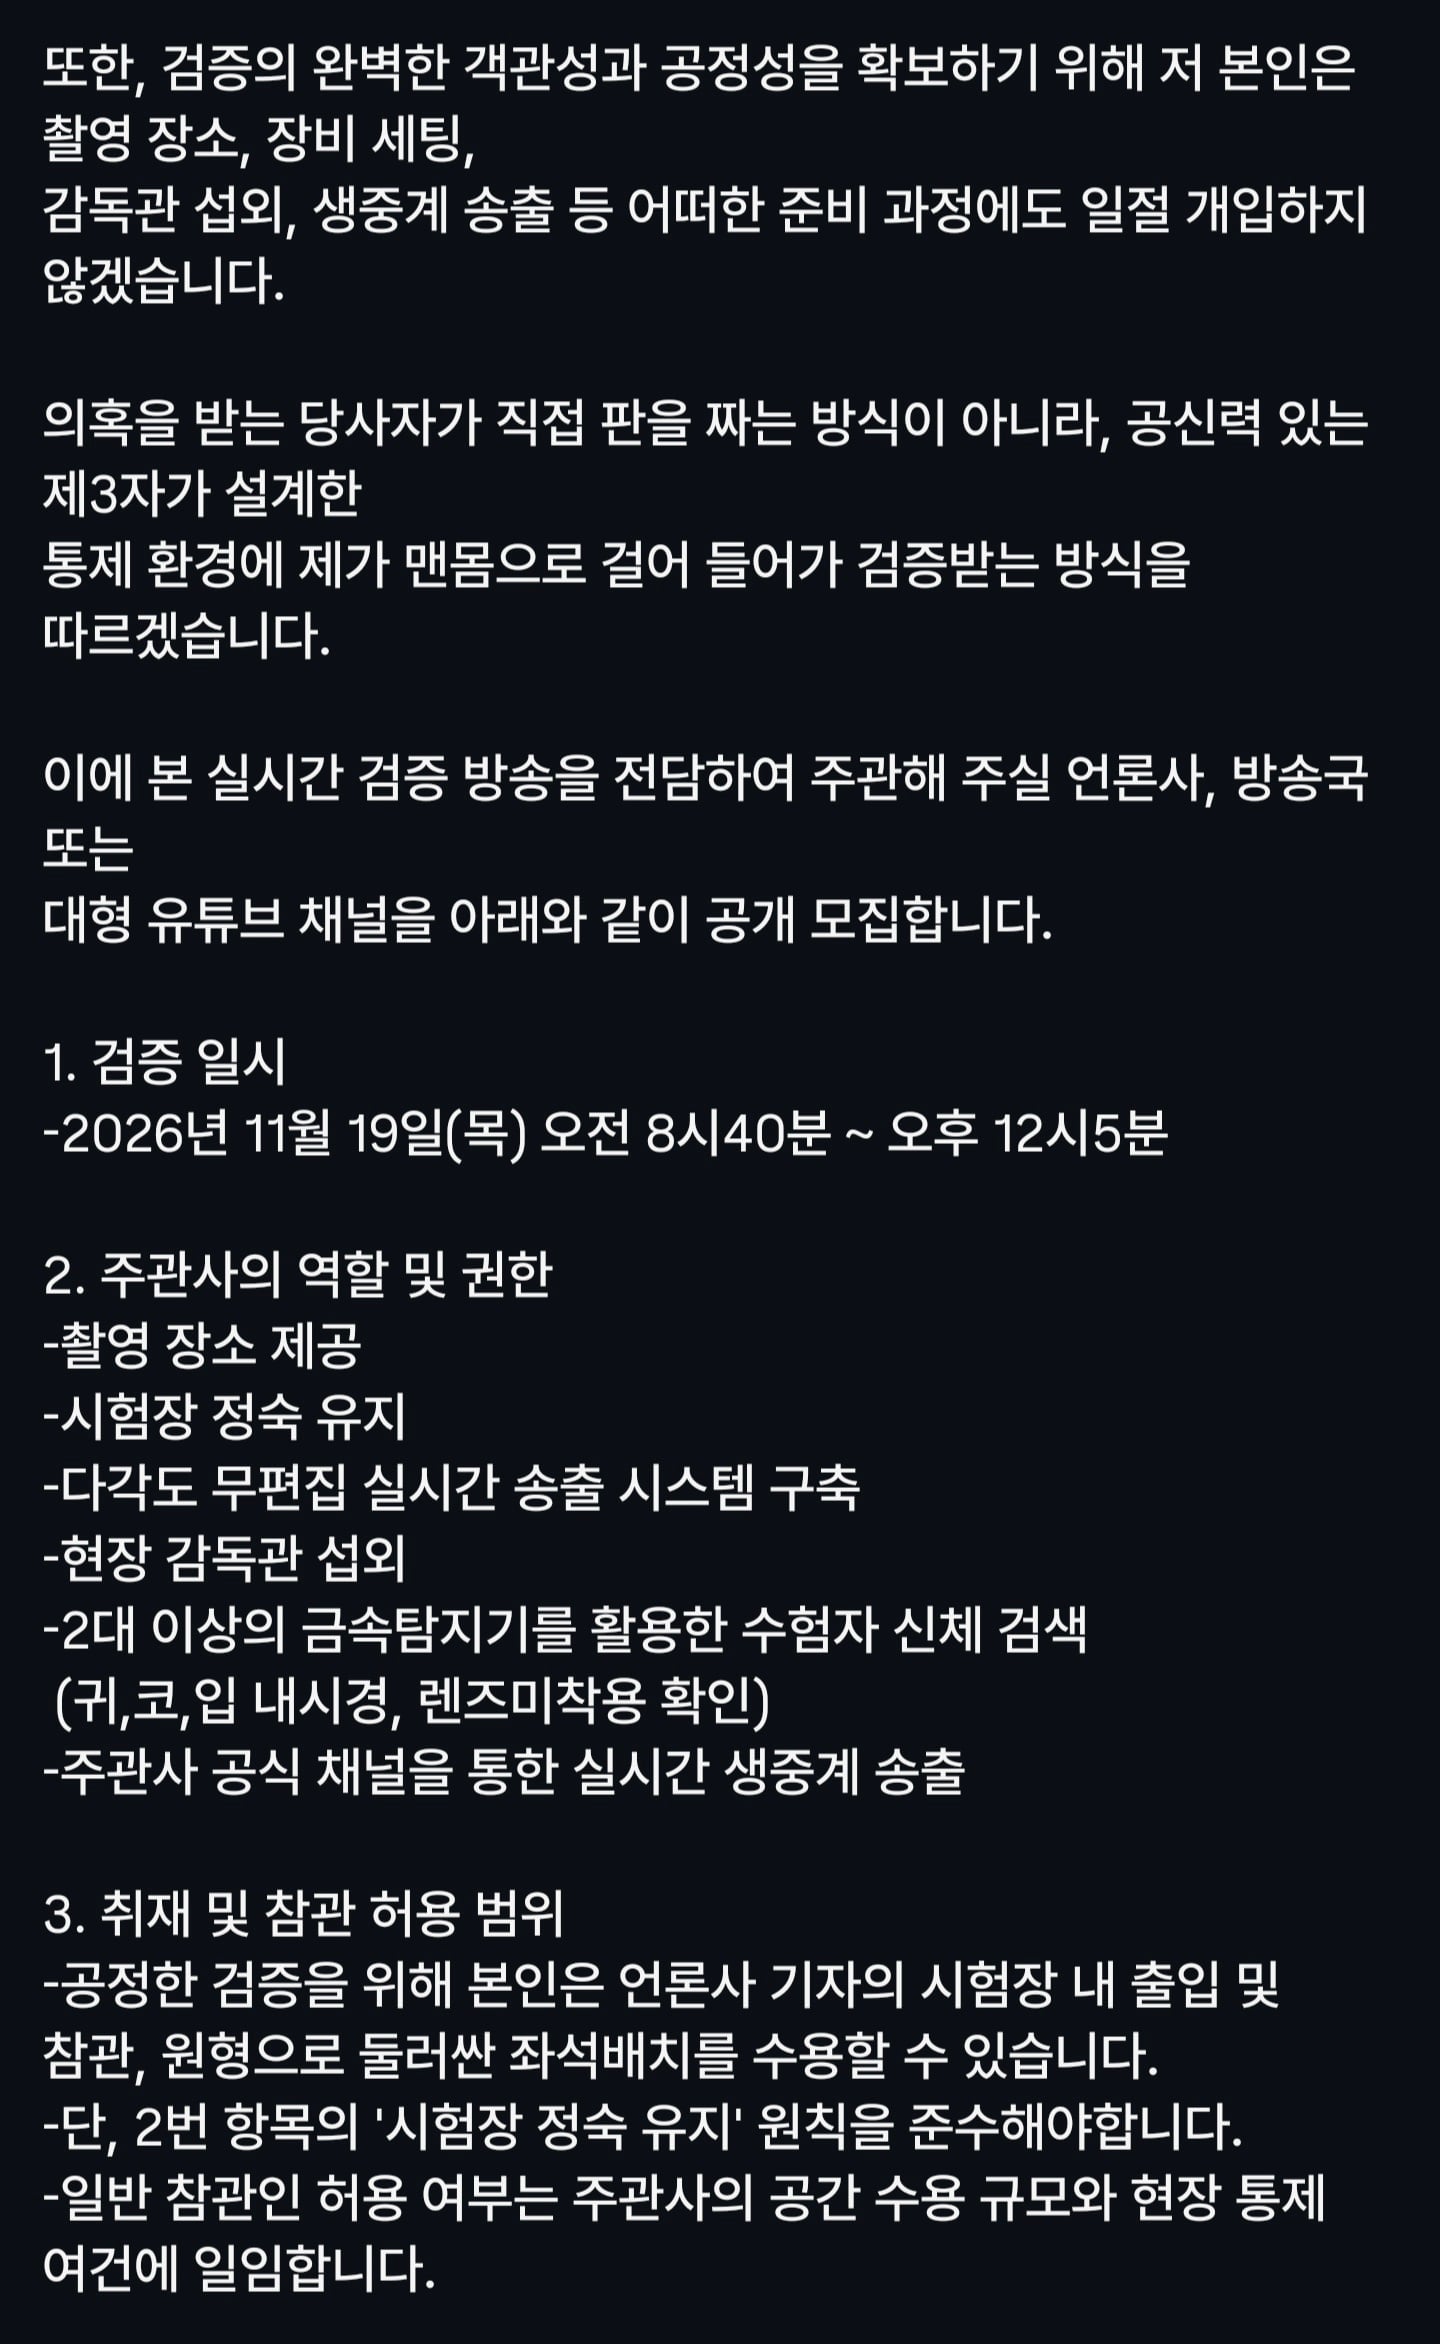 또한, 검증의 완벽한 객관성과 공정성을 확보하기 위해 저 본인은
촬영 장소, 장비 세팅,
감독관 섭외, 생중계 송출 등 어떠한 준비 과정에도 일절 개입하지
않겠습니다.
의혹을 받는 당사자가 직접 판을 짜는 방식이 아니라, 공신력 있는
제3자가 설계한
통제 환경에 제가 맨몸으로 걸어 들어가 검증받는 방식을
따르겠습니다.
이에 본 실시간 검증 방송을 전담하여 주관해 주실 언론사, 방송국
또는
대형 유튜브 채널을 아래와 같이 공개 모집합니다.
1. 검증 일시
-2026년 11월 19일(목) 오전 8시40분 ~ 오후 12시5분
2. 주관사의 역할 및 권한
-촬영 장소 제공
-시험장 정숙 유지
-다각도 무편집 실시간 송출 시스템 구축
-현장 감독관 섭외
-2대 이상의 금속탐지기를 활용한 수험자 신체 검색
(귀,코,입 내시경, 렌즈미착용 확인)
-주관사 공식 채널을 통한 실시간 생중계 송출
3. 취재 및 참관 허용 범위
-공정한 검증을 위해 본인은 언론사 기자의 시험장 내 출입 및
참관, 원형으로 둘러싼 좌석배치를 수용할 수 있습니다.
-단, 2번 항목의 '시험장 정숙 유지' 원칙을 준수해야합니다.
-일반 참관인 허용 여부는 주관사의 공간 수용 규모와 현장 통제
여건에 일임합니다.